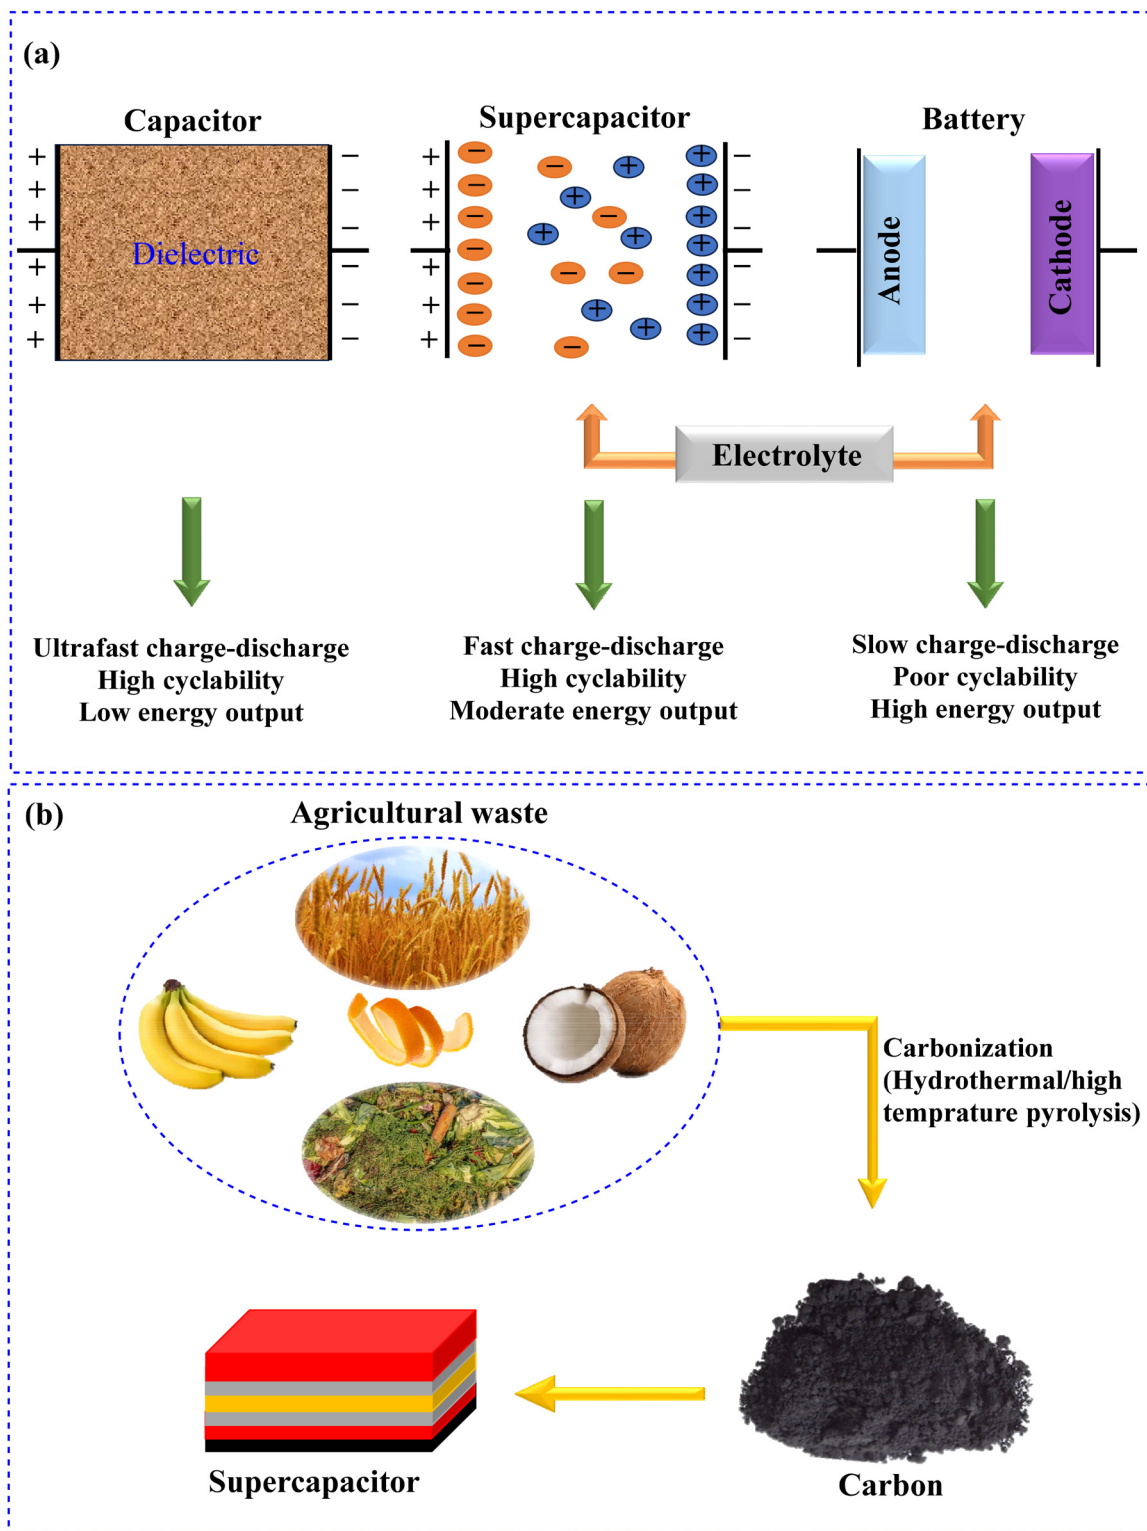 (a)
Capacitor
Supercapacitor
Battery
Dielectric
Anode
Cathode
Electrolyte
Ultrafast charge-discharge
High cyclability
Low energy output
Fast charge-discharge
High cyclability
Moderate energy output
Slow charge-discharge
Poor cyclability
High energy output
(b)
Agricultural waste
Carbonization
(Hydrothermal/high
temprature pyrolysis)
Supercapacitor
Carbon